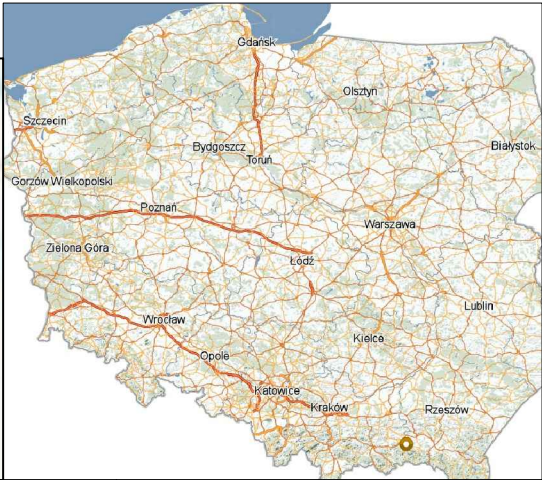 Gdańsk
Olsztyn
Szczecin
Bydgoszcz
Białystok
Toruń
Gorzów Wielkopolski
Poznań
Warszawa
Zielona Góra
Łódź
Lublin
Wrocław
Kielce
Opole
Katowice
Kraków
Rzeszów